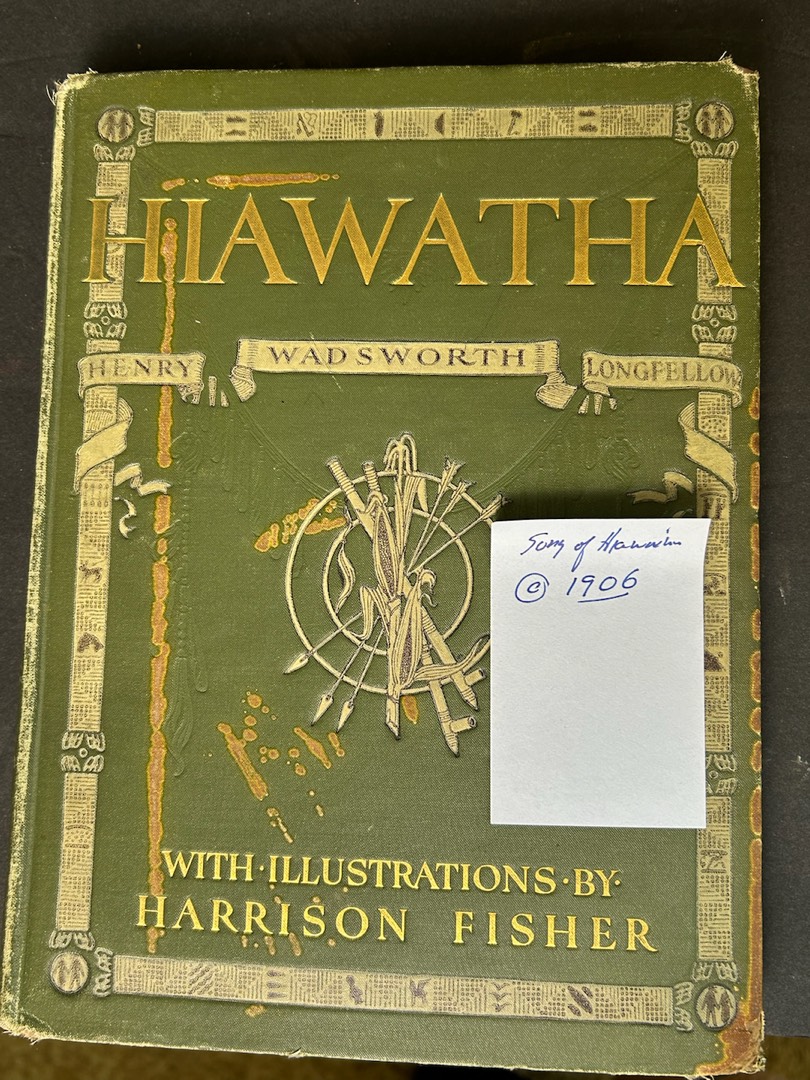 HIAWATHA
HENRY WADSWORTH LONGFELLOW
Song of Hiawatha
© 1906
WITH·ILLUSTRATIONS·BY·
HARRISON FISHER